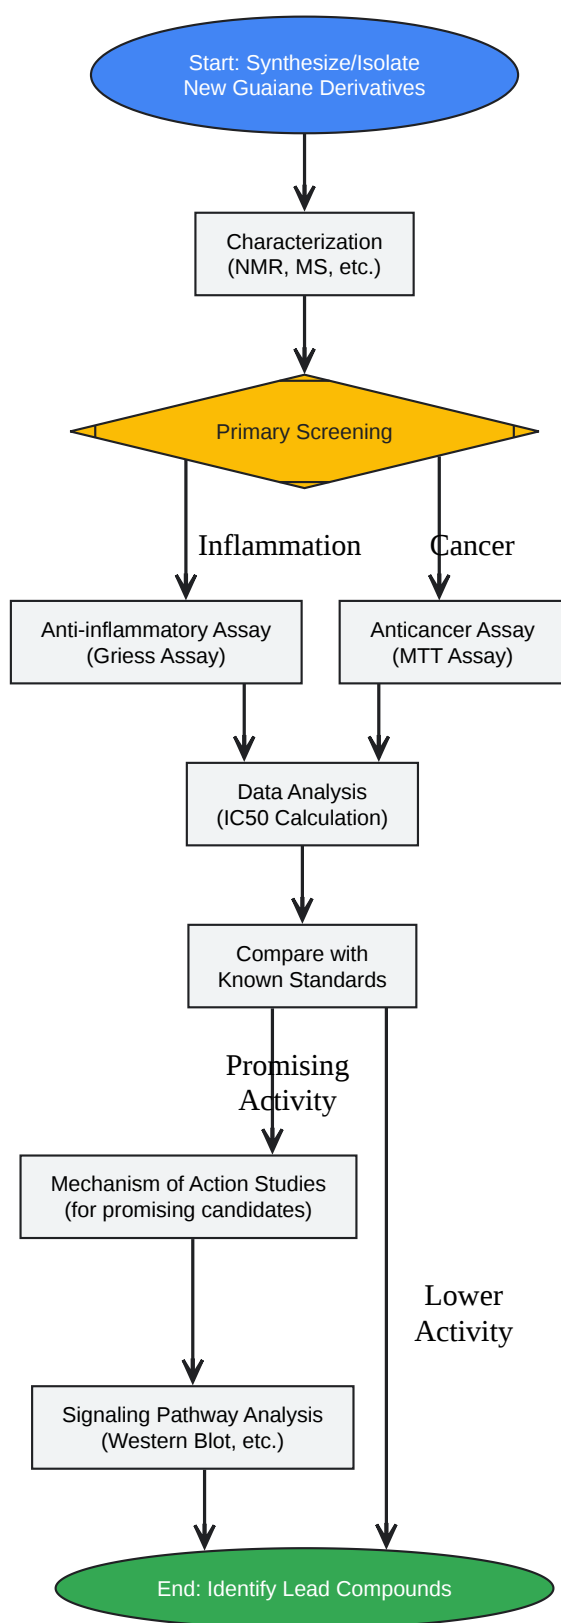 Start: Synthesize/Isolate
New Guaiane Derivatives
Characterization
(NMR, MS, etc.)
Primary Screening
Inflammation
Cancer
Anti-inflammatory Assay
(Griess Assay)
Anticancer Assay
(MTT Assay)
Data Analysis
(IC50 Calculation)
Compare with
Known Standards
Promising
Activity
Mechanism of Action Studies
(for promising candidates)
Lower
Activity
Signaling Pathway Analysis
(Western Blot, etc.)
End: Identify Lead Compounds